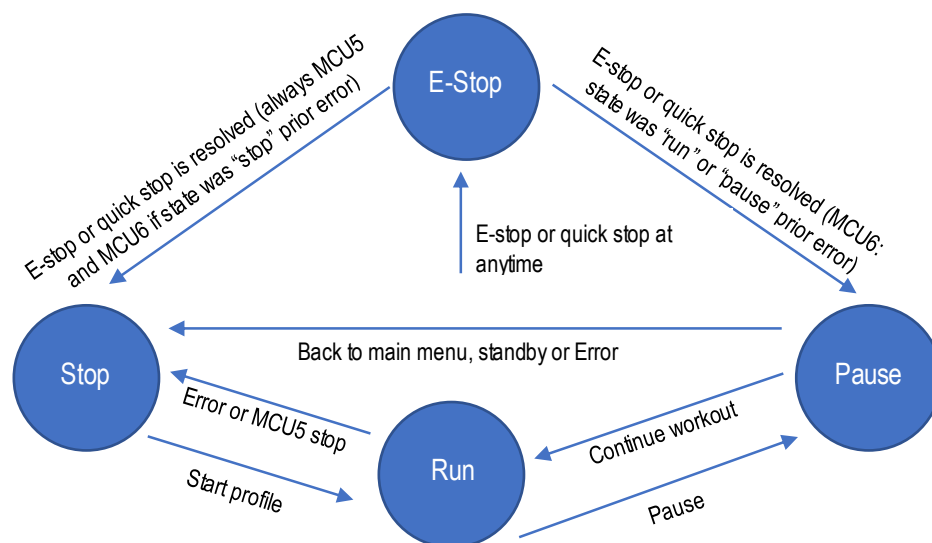 E-Stop
E-stop or quick stop is resolved (always MCU5
and MCU6 if state was “stop” prior error)
E-stop or quick stop is resolved (MCU6:
state was “run” or “pause” prior error)
E-stop or quick stop at
anytime
Back to main menu, standby or Error
Stop
Pause
Error or MCU5 stop
Continue workout
Run
Start profile
Pause